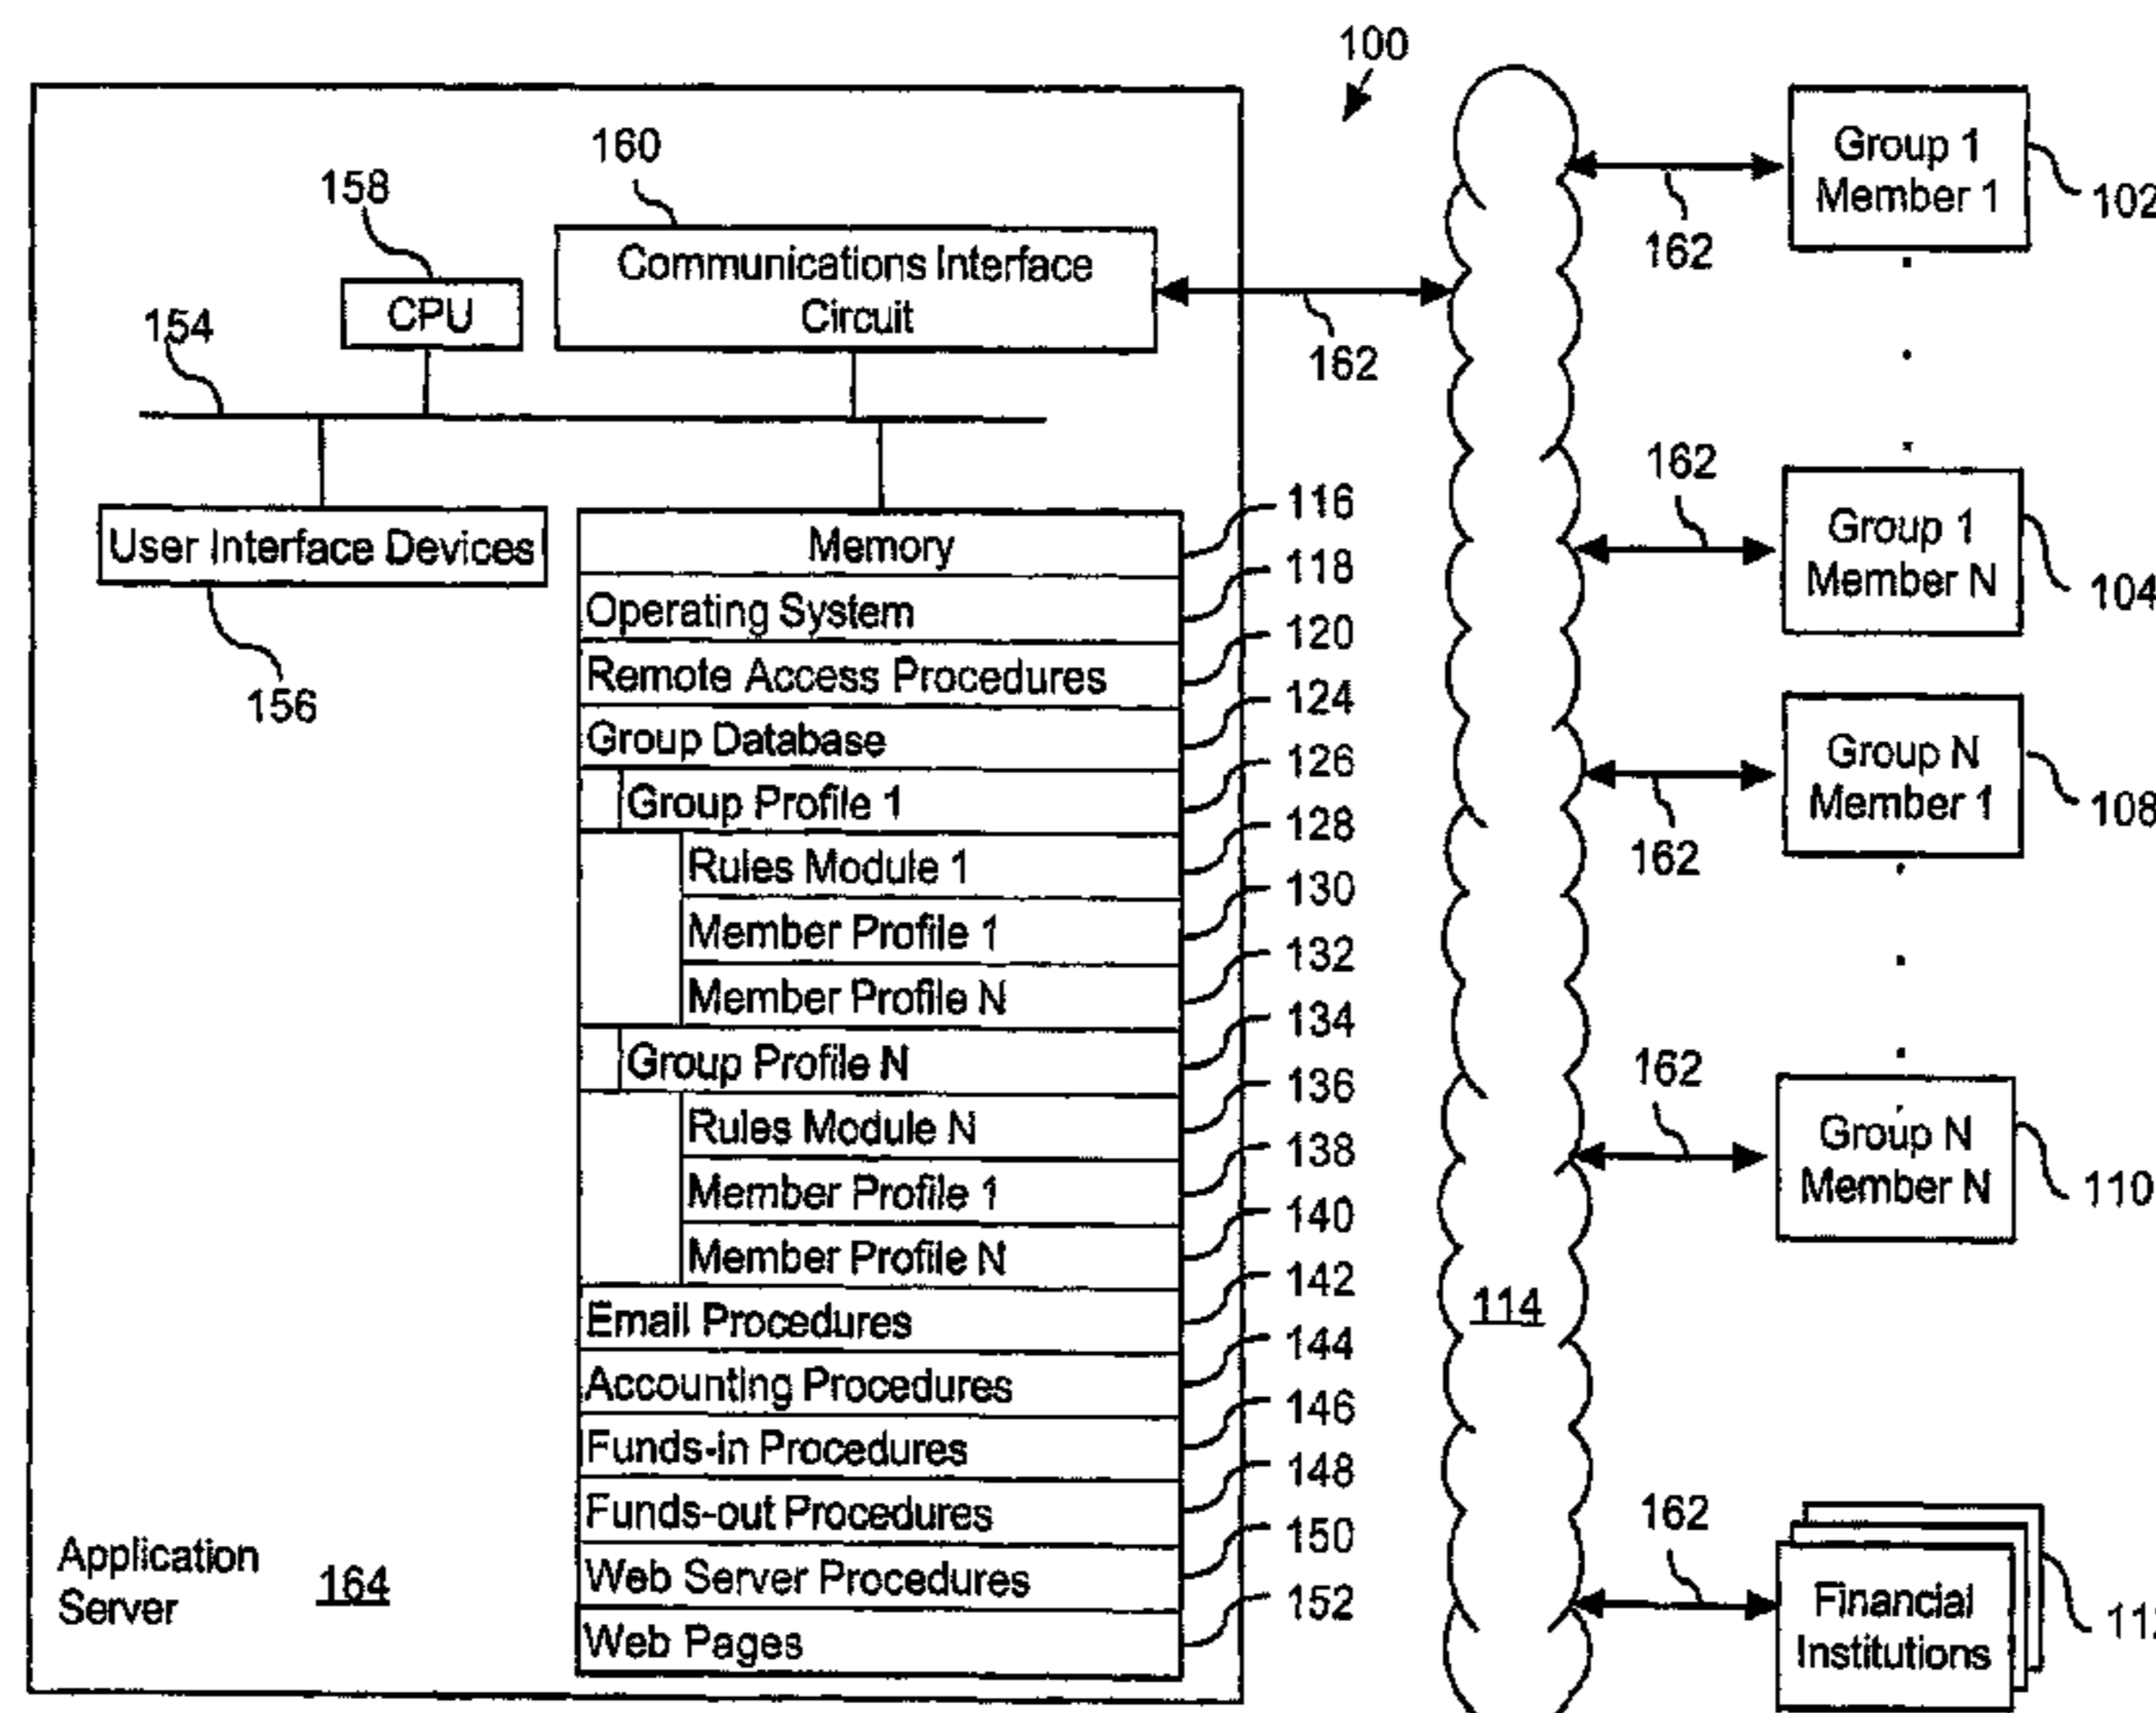 100
160
158
Communications Interface
Circuit
CPU
154
162
User Interface Devices
156
Memory
116
Operating System
118
Remote Access Procedures
120
Group Database
124
Group Profile 1
126
Rules Module 1
128
Member Profile 1
130
Member Profile N
132
Group Profile N
134
Rules Module N
136
Member Profile 1
138
Member Profile N
140
Email Procedures
142
Accounting Procedures
144
Funds-in Procedures
146
Funds-out Procedures
148
Web Server Procedures
150
Web Pages
152
Application
Server
164
114
Group 1
Member 1
102
162
Group 1
Member N
104
162
Group N
Member 1
108
162
Group N
Member N
110
162
Financial
Institutions
162